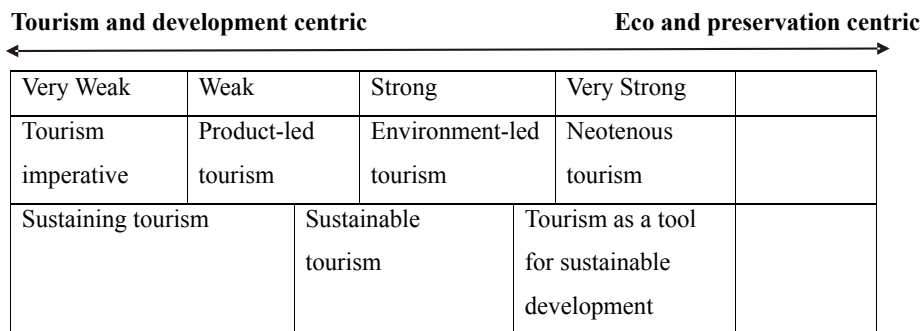 Tourism and development centric Eco and preservation centric
Very Weak Weak Strong Very Strong
Tourism Product-led Environment-led Neotenous
imperative tourism tourism tourism
Sustaining tourism Sustainable Tourism as a tool
tourism for sustainable
development